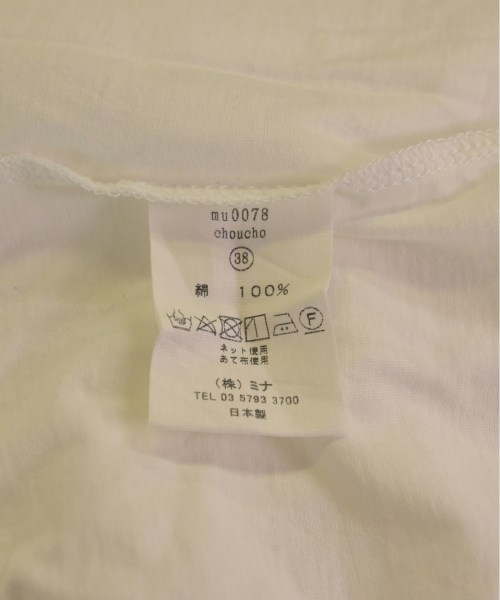 mu0078
choucho
38
綿 100%
F
ネット使用
あて布使用
(株)ミナ
TEL 03 5793 3700
日本製